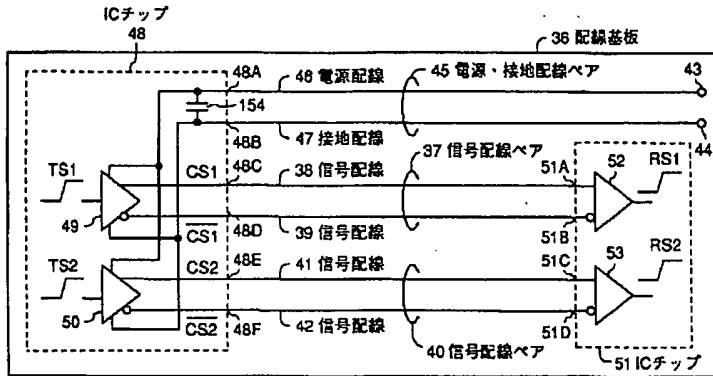 ICチップ
48
36 配線基板
48A
46 電源配線
45 電源・接地配線ペア
43
154
48B
47 接地配線
44
48C
38 信号配線
37 信号配線ペア
TS1
CS1
51A
52
RS1
49
CS1
48D
39 信号配線
51B
TS2
CS2
48E
41 信号配線
51C
53
RS2
50
CS2
48F
42 信号配線
51D
40 信号配線ペア
51 ICチップ